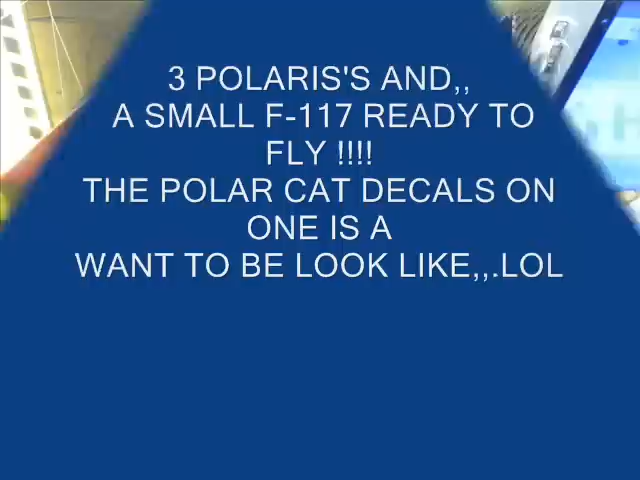 3 POLARIS'S AND,,
A SMALL F-117 READY TO
FLY !!!!
THE POLAR CAT DECALS ON
ONE IS A
WANT TO BE LOOK LIKE,,.LOL